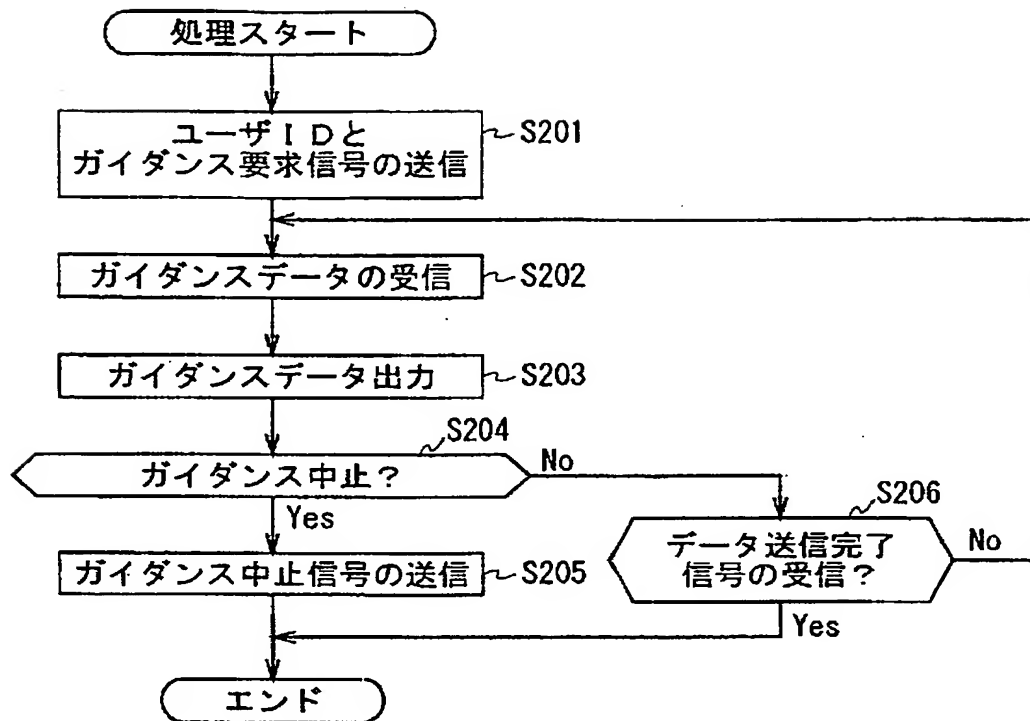 処理スタート
ユーザIDと
ガイダンス要求信号の送信
S201
ガイダンスデータの受信
S202
ガイダンスデータ出力
S203
S204
ガイダンス中止?
No
Yes
S206
データ送信完了
信号の受信?
No
Yes
ガイダンス中止信号の送信
S205
エンド